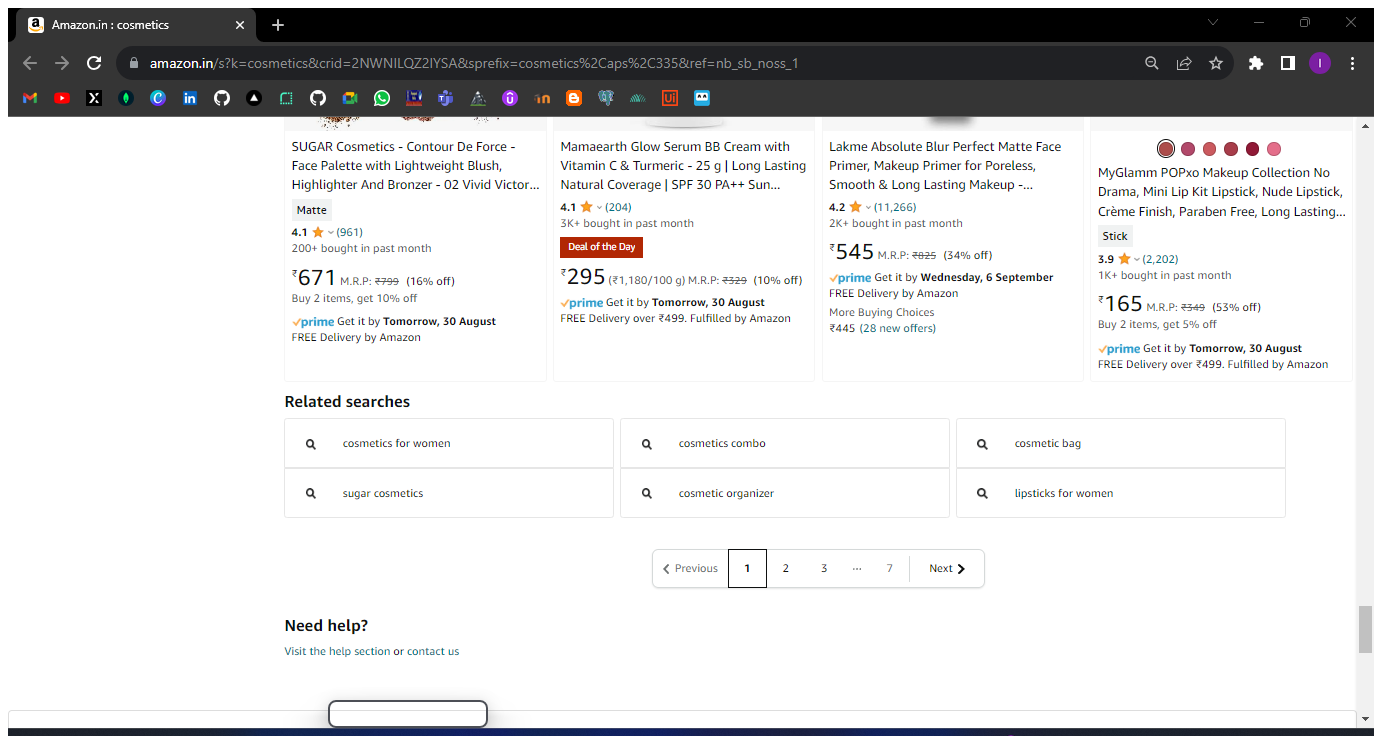 Amazon.in : cosmetics
amazon.in/s?k=cosmetics&crid=2NWNILQZ2IYSA&sprefix=cosmetics%2Caps%2C335&ref=nb_sb_noss_1
SUGAR Cosmetics - Contour De Force -
Face Palette with Lightweight Blush,
Highlighter And Bronzer - 02 Vivid Victor...
Matte
4.1 (961)
200+ bought in past month
₹671 M.R.P: ₹799 (16% off)
Buy 2 items, get 10% off
prime Get it by Tomorrow, 30 August
FREE Delivery by Amazon
Mamaearth Glow Serum BB Cream with
Vitamin C & Turmeric - 25 g | Long Lasting
Natural Coverage | SPF 30 PA++ Sun...
4.1 (204)
3K+ bought in past month
Deal of the Day
₹295 (₹1,180/100 g) M.R.P: ₹329 (10% off)
prime Get it by Tomorrow, 30 August
FREE Delivery over ₹499. Fulfilled by Amazon
Lakme Absolute Blur Perfect Matte Face
Primer, Makeup Primer for Poreless,
Smooth & Long Lasting Makeup -...
4.2 (11,266)
2K+ bought in past month
₹545 M.R.P: ₹825 (34% off)
prime Get it by Wednesday, 6 September
FREE Delivery by Amazon
More Buying Choices
₹445 (28 new offers)
MyGlamm POPxo Makeup Collection No
Drama, Mini Lip Kit Lipstick, Nude Lipstick,
Crème Finish, Paraben Free, Long Lasting...
Stick
3.9 (2,202)
1K+ bought in past month
₹165 M.R.P: ₹349 (53% off)
Buy 2 items, get 5% off
prime Get it by Tomorrow, 30 August
FREE Delivery over ₹499. Fulfilled by Amazon
Related searches
cosmetics for women
cosmetics combo
cosmetic bag
sugar cosmetics
cosmetic organizer
lipsticks for women
Previous 1 2 3 ... 7 Next
Need help?
Visit the help section or contact us